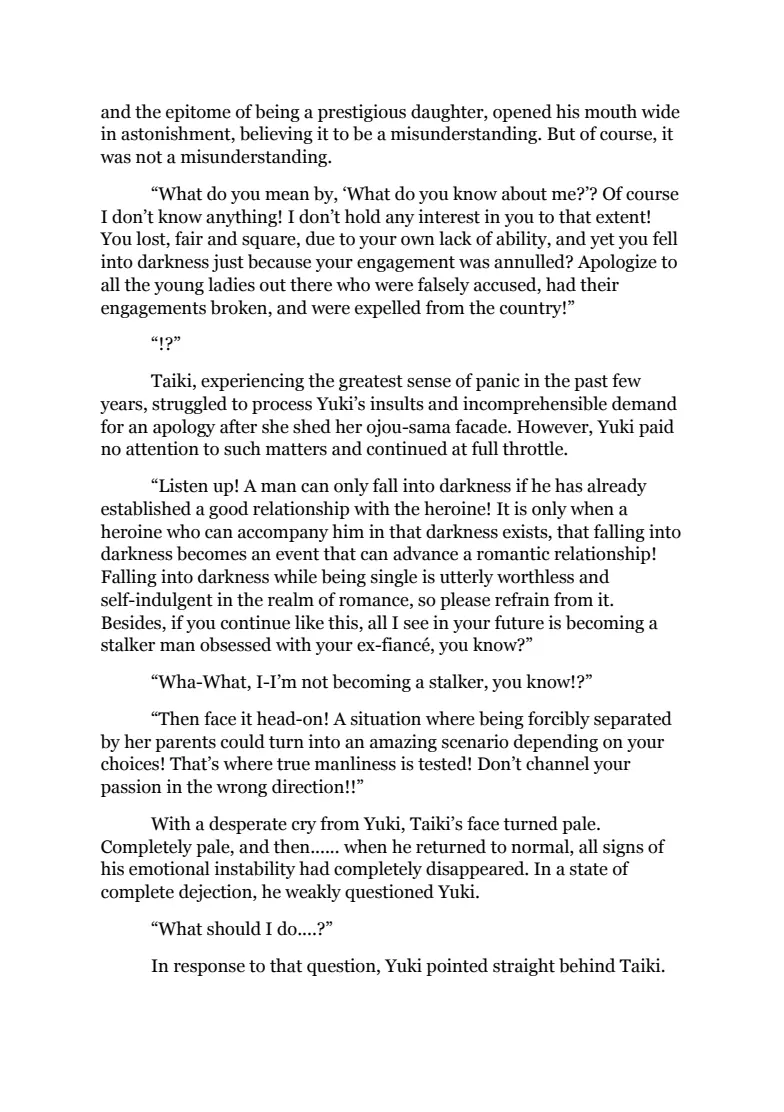 and the epitome of being a prestigious daughter, opened his mouth wide
in astonishment, believing it to be a misunderstanding. But of course, it
was not a misunderstanding.
“What do you mean by, ‘What do you know about me?’? Of course
I don’t know anything! I don’t hold any interest in you to that extent!
You lost, fair and square, due to your own lack of ability, and yet you fell
into darkness just because your engagement was annulled? Apologize to
all the young ladies out there who were falsely accused, had their
engagements broken, and were expelled from the country!”
“!?”
Taiki, experiencing the greatest sense of panic in the past few
years, struggled to process Yuki’s insults and incomprehensible demand
for an apology after she shed her ojou-sama facade. However, Yuki paid
no attention to such matters and continued at full throttle.
“Listen up! A man can only fall into darkness if he has already
established a good relationship with the heroine! It is only when a
heroine who can accompany him in that darkness exists, that falling into
darkness becomes an event that can advance a romantic relationship!
Falling into darkness while being single is utterly worthless and
self-indulgent in the realm of romance, so please refrain from it.
Besides, if you continue like this, all I see in your future is becoming a
stalker man obsessed with your ex-fiancé, you know?”
“Wha-What, I-I’m not becoming a stalker, you know!?”
“Then face it head-on! A situation where being forcibly separated
by her parents could turn into an amazing scenario depending on your
choices! That’s where true manliness is tested! Don’t channel your
passion in the wrong direction!!”
With a desperate cry from Yuki, Taiki’s face turned pale.
Completely pale, and then...... when he returned to normal, all signs of
his emotional instability had completely disappeared. In a state of
complete dejection, he weakly questioned Yuki.
“What should I do....?”
In response to that question, Yuki pointed straight behind Taiki.